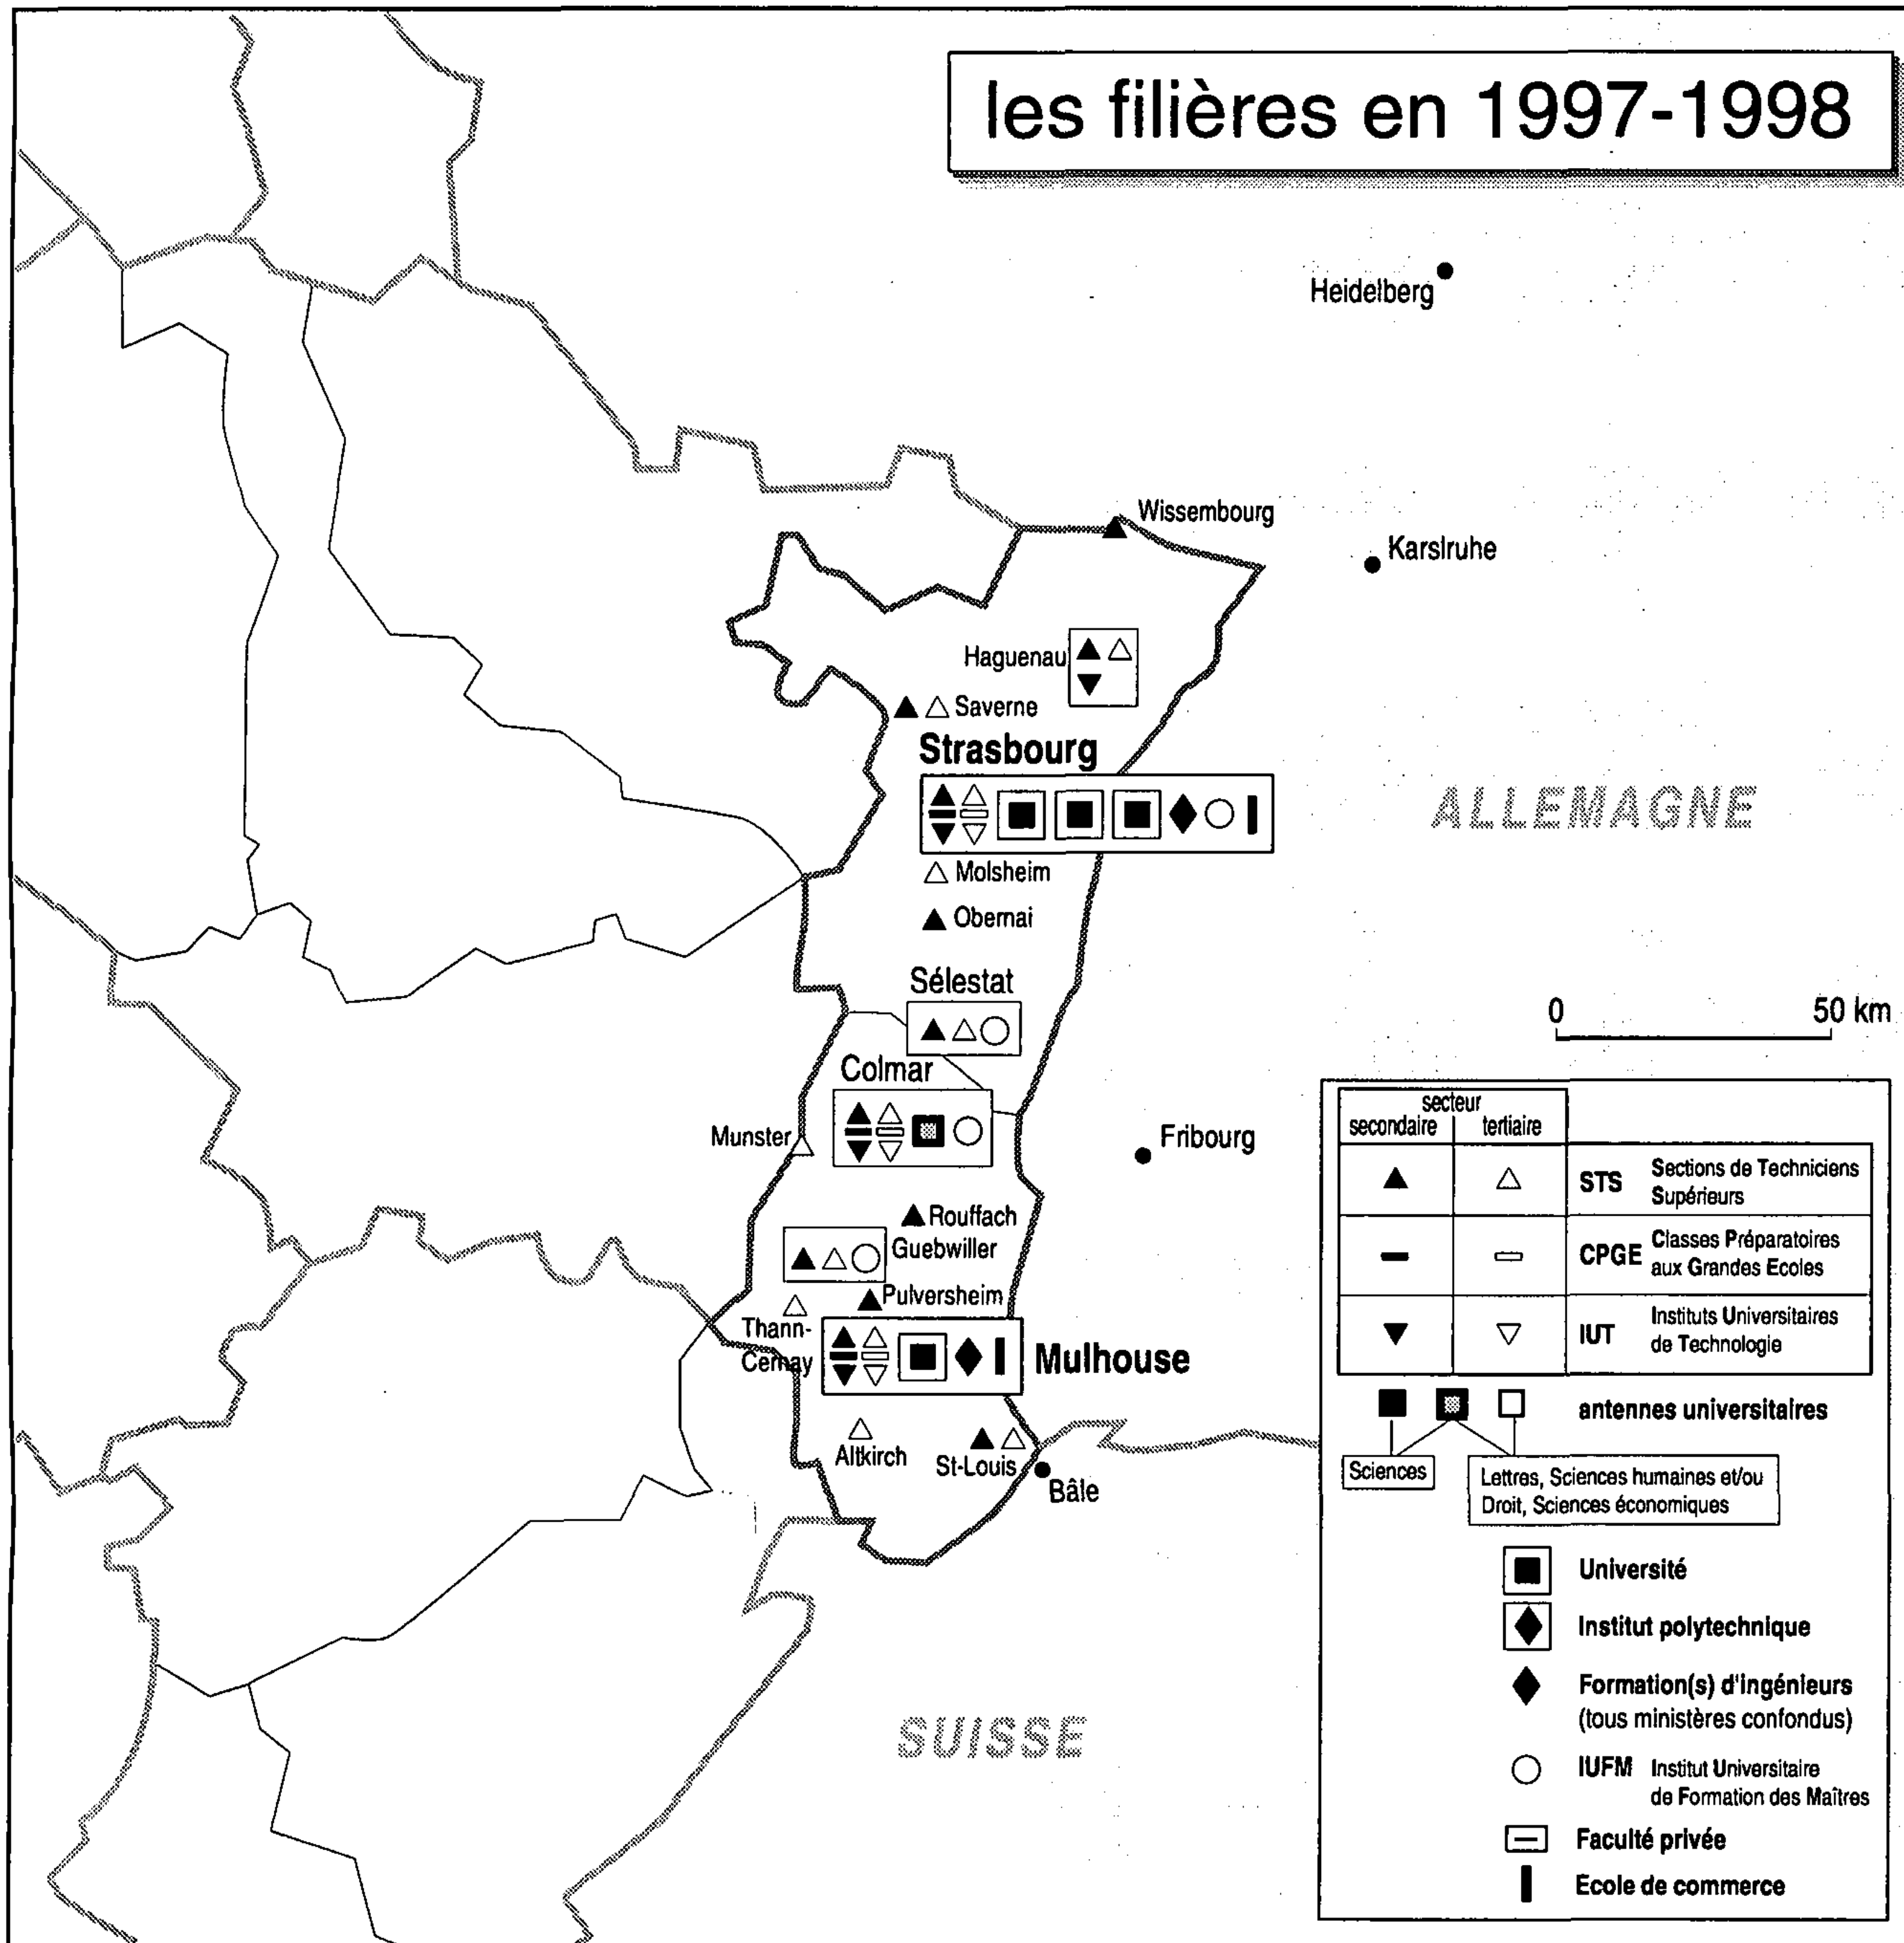 les filières en 1997-1998
Heidelberg
Wissembourg
Karslruhe
Haguenau
Saverne
Strasbourg
ALLEMAGNE
Molsheim
Obernai
Sélestat
0 50 km
Colmar
Munster
Fribourg
Rouffach
Guebwiller
Pulversheim
Thann-
Cernay
Mulhouse
Altkirch
St-Louis
Bâle
SUISSE
secteur
secondaire tertiaire
STS Sections de Techniciens
Supérieurs
CPGE Classes Préparatoires
aux Grandes Ecoles
IUT Instituts Universitaires
de Technologie
antennes universitaires
Sciences
Lettres, Sciences humaines et/ou
Droit, Sciences économiques
Université
Institut polytechnique
Formation(s) d'ingénieurs
(tous ministères confondus)
IUFM Institut Universitaire
de Formation des Maîtres
Faculté privée
Ecole de commerce